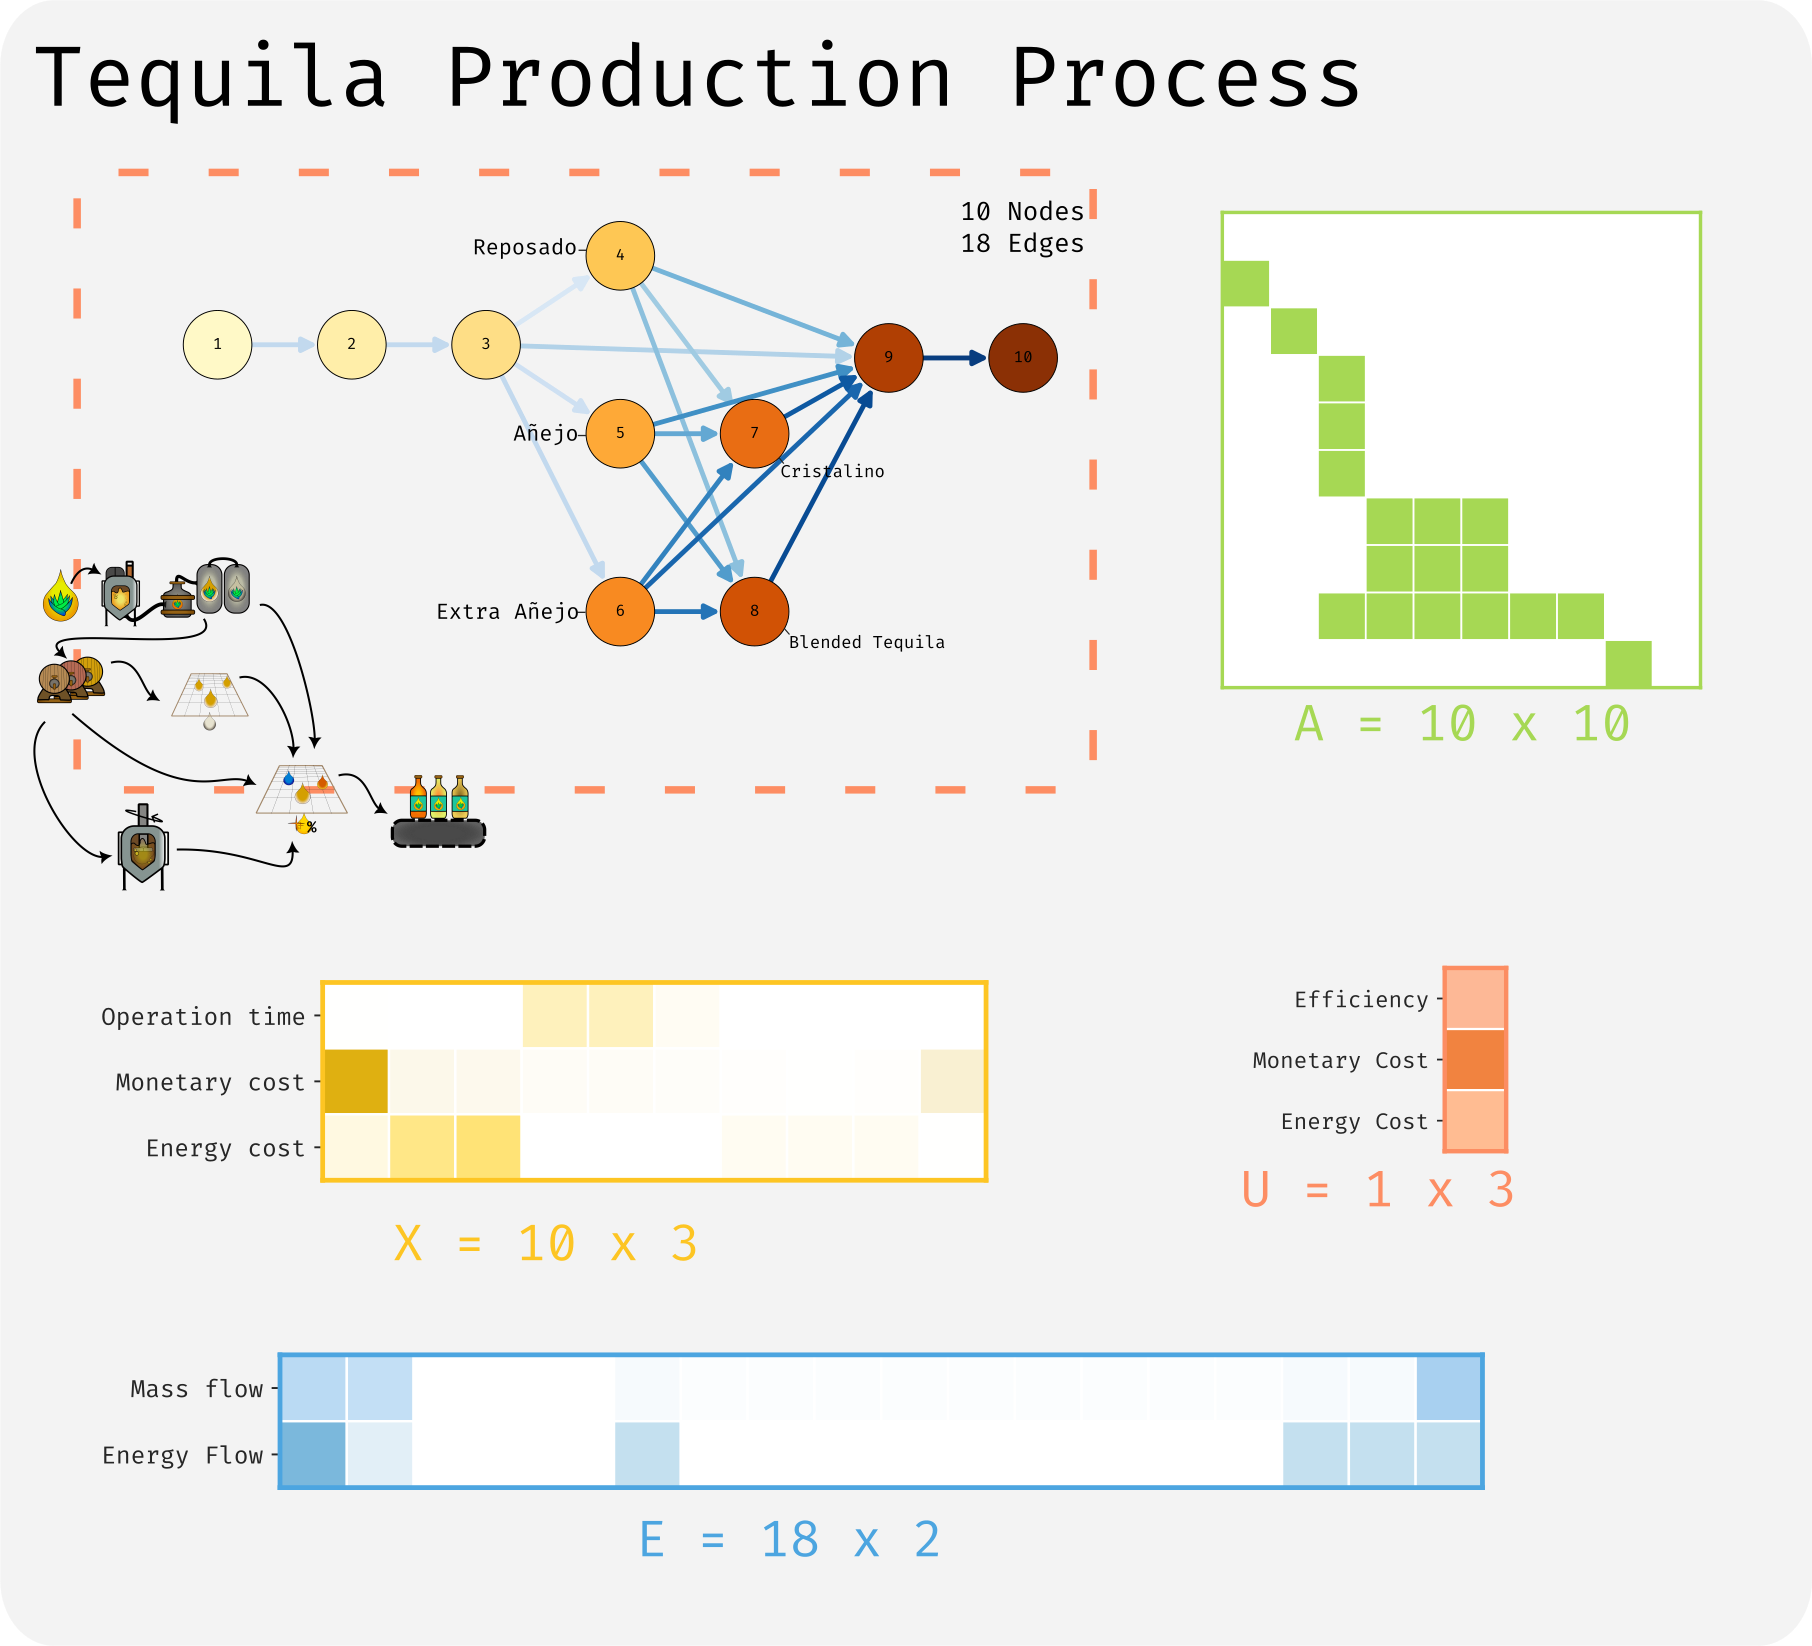 Tequila Production Process
10 Nodes
18 Edges
Reposado
4
1
2
3
9
10
Añejo
5
7
Cristalino
Extra Añejo
6
8
Blended Tequila
%
A = 10 x 10
Operation time
Monetary cost
Energy cost
X = 10 x 3
Efficiency
Monetary Cost
Energy Cost
U = 1 x 3
Mass flow
Energy Flow
E = 18 x 2